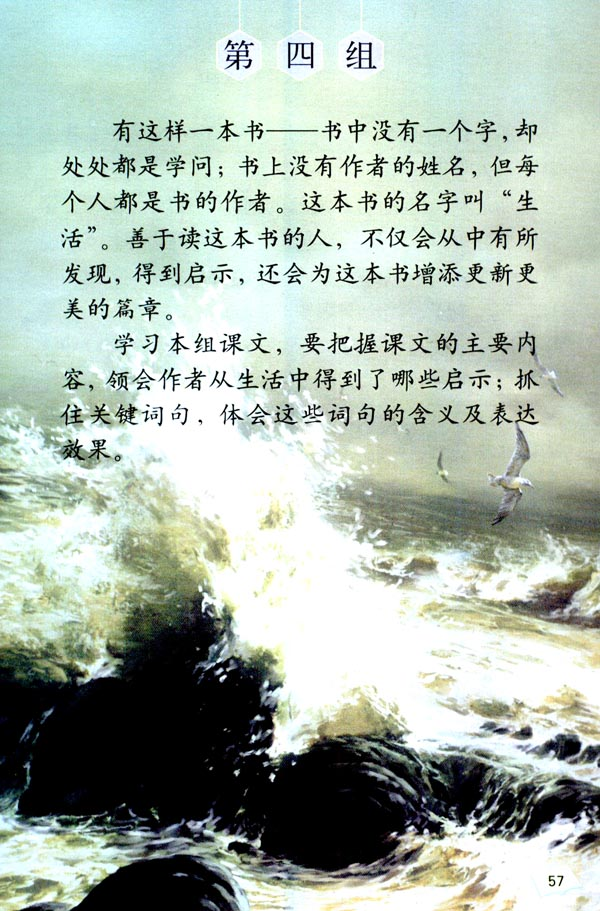 第四组
有这样一本书——书中没有一个字，却
处处都是学问；书上没有作者的姓名，但每
个人都是书的作者。这本书的名字叫“生
活”。善于读这本书的人，不仅会从中有所
发现，得到启示，还会为这本书增添更新更
美的篇章。
学习本组课文，要把握课文的主要内
容，领会作者从生活中得到了哪些启示；抓
住关键词句，体会这些词句的含义及表达
效果。
57